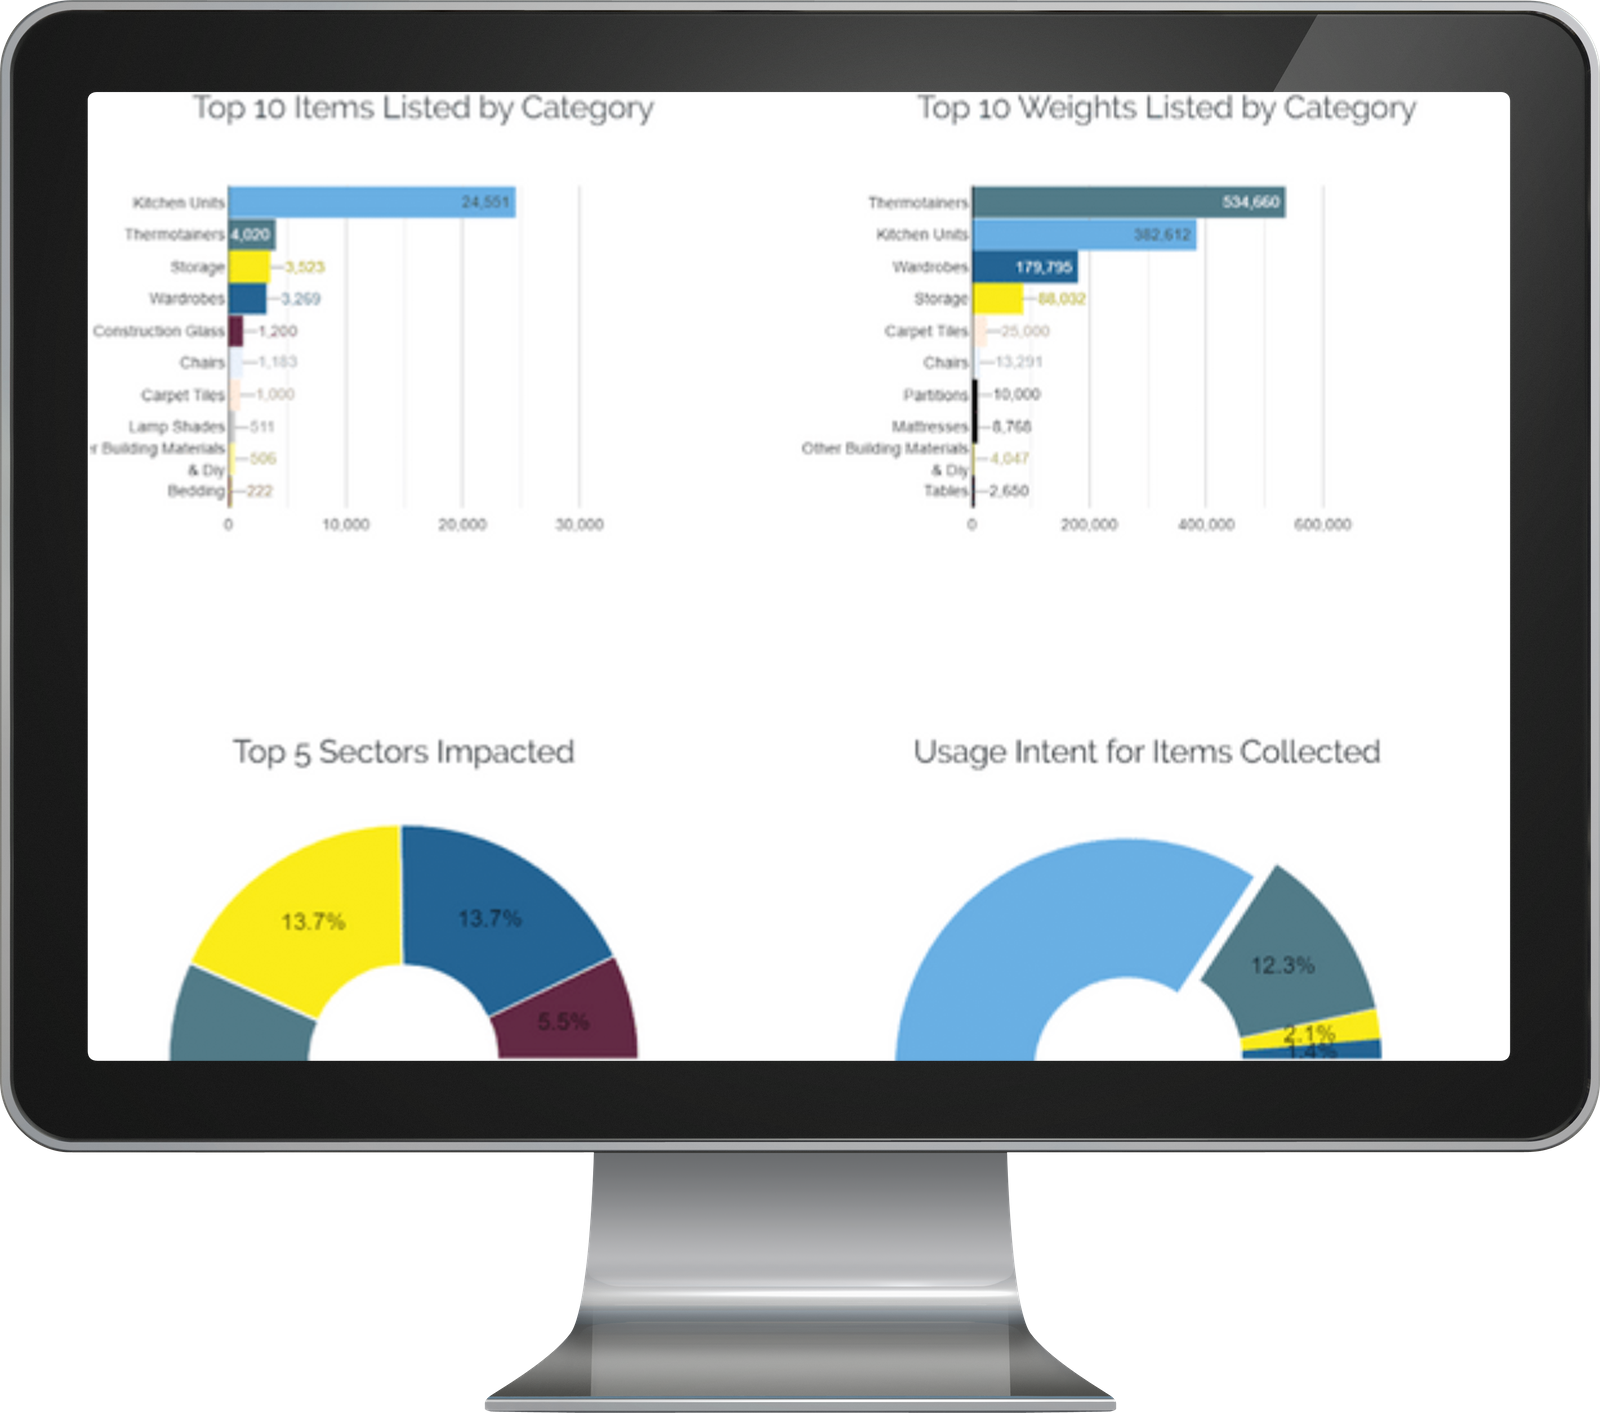 Top 10 Items Listed by Category
Kitchen Units 24,551
Thermotainers 4,020
Storage 3,523
Wardrobes 3,269
Construction Glass 1,200
Chairs 1,183
Carpet Tiles 1,000
Lamp Shades 511
r Building Materials
& Diy 506
Bedding 222
0 10,000 20,000 30,000
Top 10 Weights Listed by Category
Thermotainers 534,660
Kitchen Units 382,612
Wardrobes 179,795
Storage 88,032
Carpet Tiles 25,000
Chairs 13,291
Partitions 10,000
Mattresses 8,768
Other Building Materials
& Diy 4,047
Tables 2,650
0 200,000 400,000 600,000
Top 5 Sectors Impacted
13.7% 13.7%
5.5%
Usage Intent for Items Collected
12.3%
2.1%
1.4%